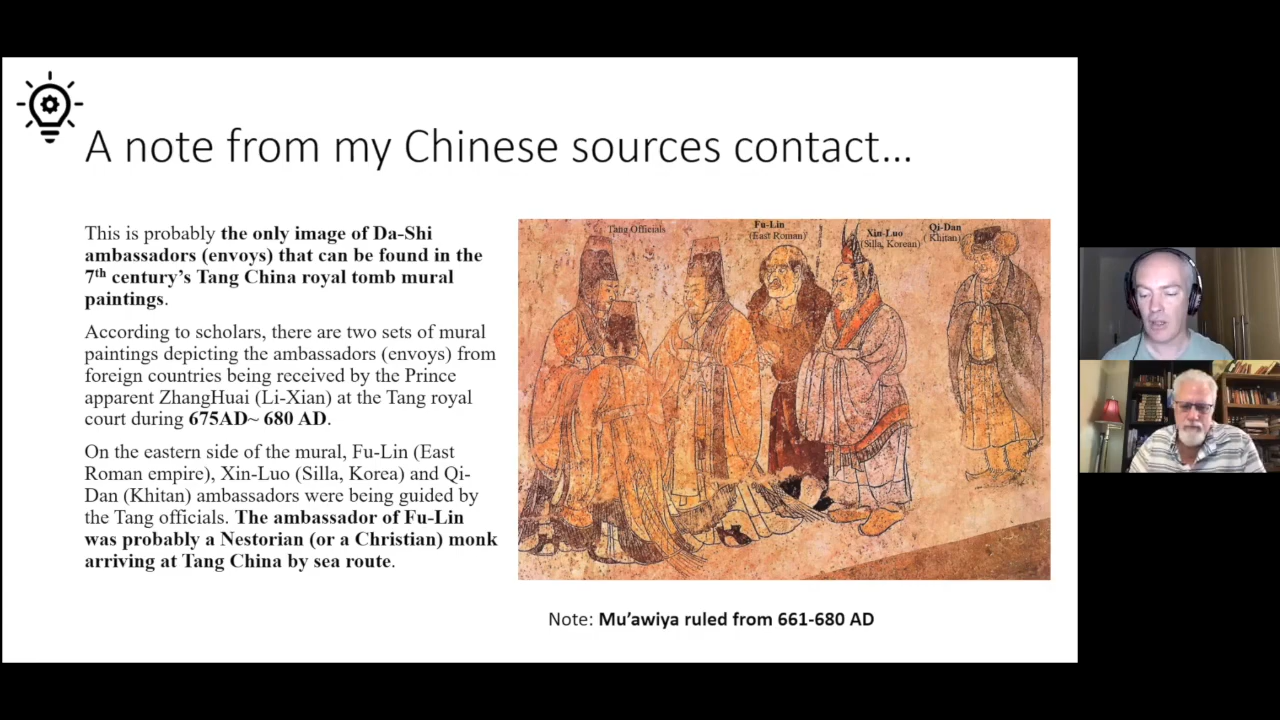 A note from my Chinese sources contact...
This is probably the only image of Da-Shi
ambassadors (envoys) that can be found in the
7th century's Tang China royal tomb mural
paintings.
According to scholars, there are two sets of mural
paintings depicting the ambassadors (envoys) from
foreign countries being received by the Prince
apparent ZhangHuai (Li-Xian) at the Tang royal
court during 675AD~ 680 AD.
On the eastern side of the mural, Fu-Lin (East
Roman empire), Xin-Luo (Silla, Korea) and Qi-
Dan (Khitan) ambassadors were being guided by
the Tang officials. The ambassador of Fu-Lin
was probably a Nestorian (or a Christian) monk
arriving at Tang China by sea route.
Tang Officials
Fu-Lin
(East Roman)
Xin-Luo
(Silla, Korean)
Qi-Dan
( Khitan)
Note: Mu'awiya ruled from 661-680 AD